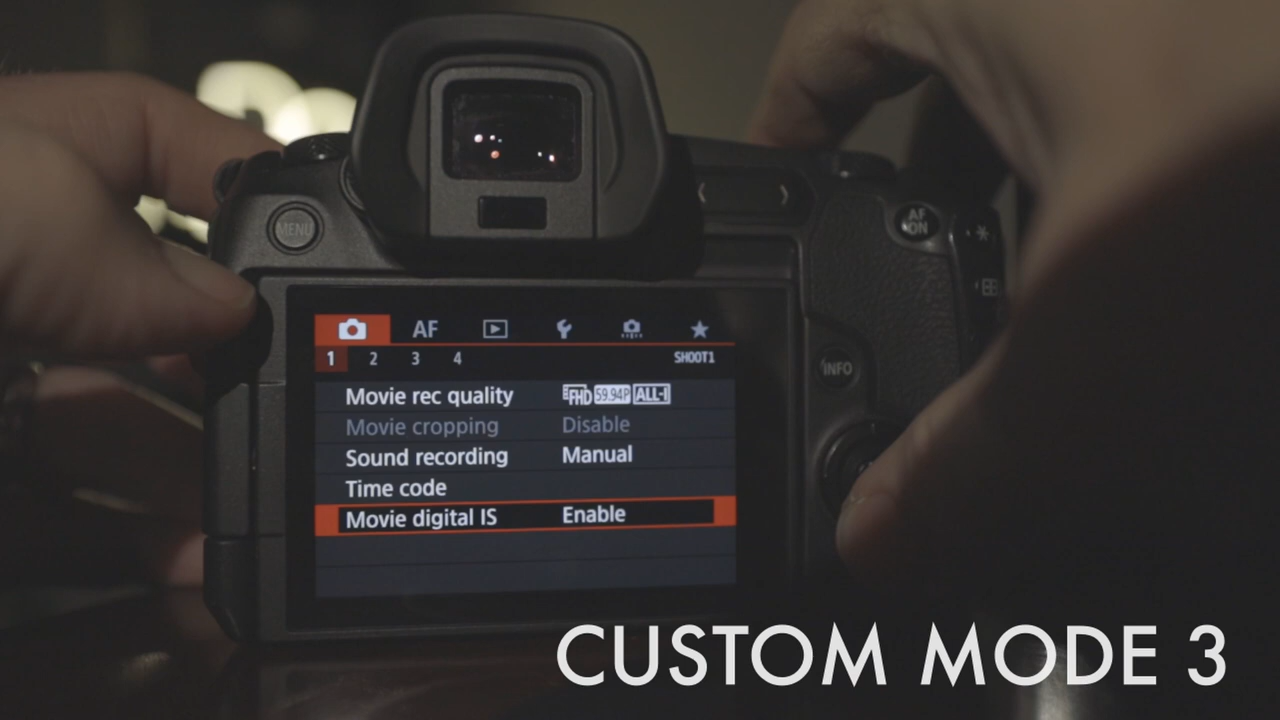 MENU
AF
ON
INFO
AF
1 2 3 4 SHOOT1
Movie rec quality FHD 59.94P ALL-I
Movie cropping Disable
Sound recording Manual
Time code
Movie digital IS Enable
CUSTOM MODE 3